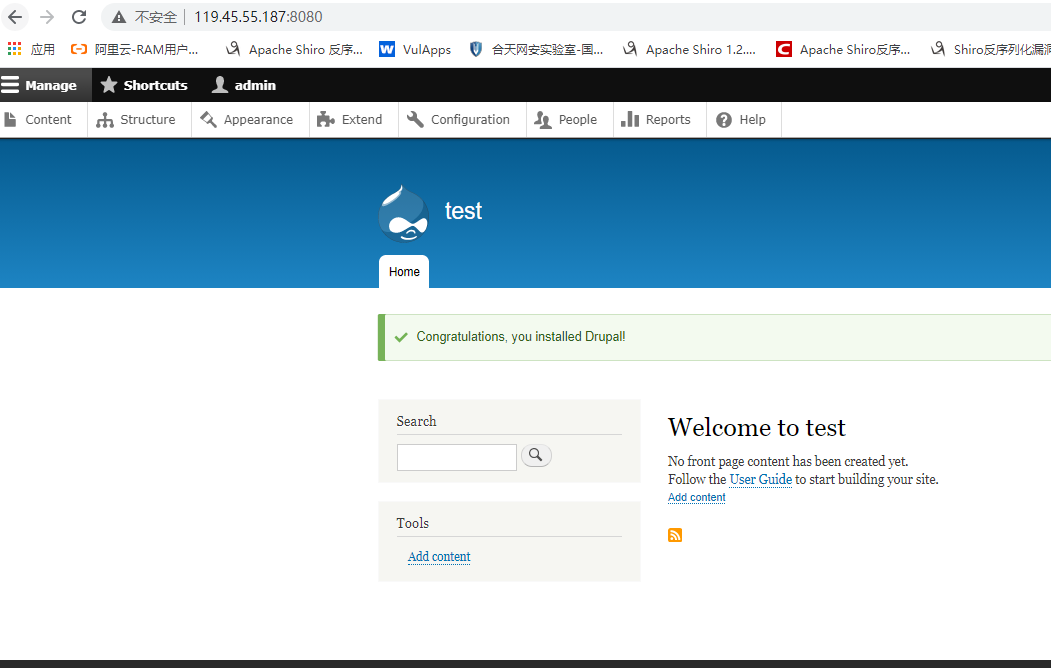 不安全 | 119.45.55.187:8080
应用 阿里云-RAM用户... Apache Shiro 反序... VulApps 合天网安实验室-国... Apache Shiro 1.2.... Apache Shiro反序... Shiro反序列化漏洞
Manage Shortcuts admin
Content Structure Appearance Extend Configuration People Reports Help
test
Home
Congratulations, you installed Drupal!
Search
Welcome to test
No front page content has been created yet.
Follow the User Guide to start building your site.
Add content
Tools
Add content